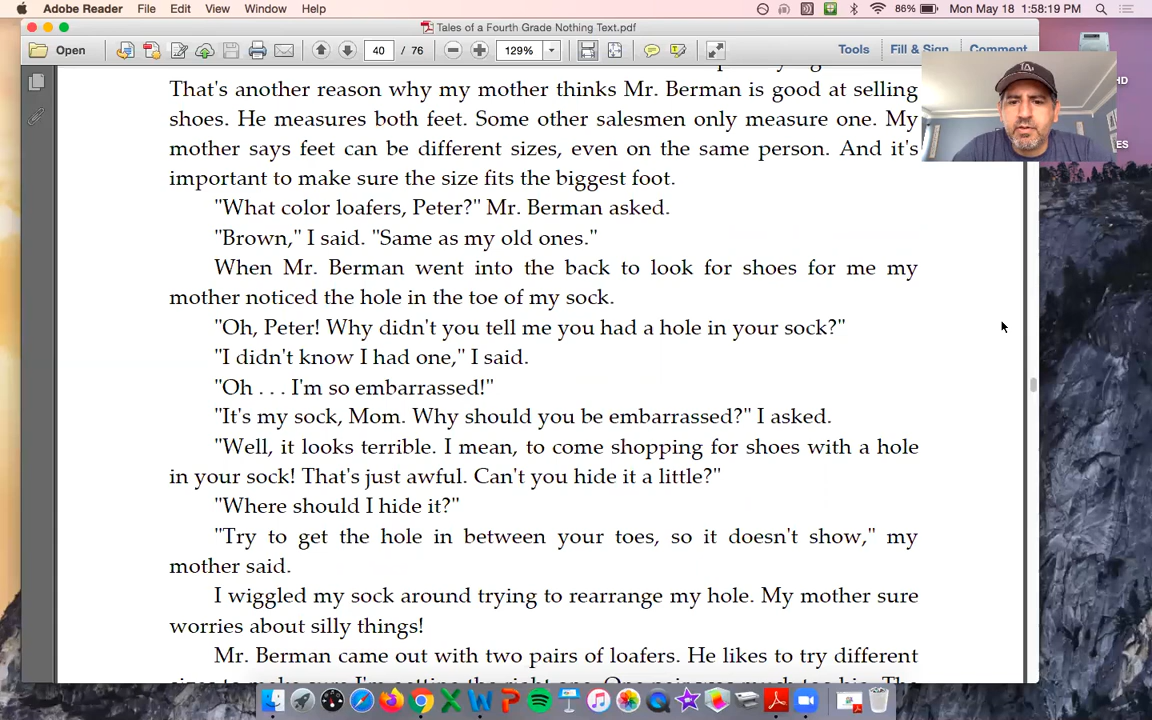 Adobe Reader File Edit View Window Help 86% Mon May 18 1:58:19 PM
Tales of a Fourth Grade Nothing Text.pdf
Open 40 / 76 129% Tools Fill & Sign Comment
That's another reason why my mother thinks Mr. Berman is good at selling
shoes. He measures both feet. Some other salesmen only measure one. My
mother says feet can be different sizes, even on the same person. And it's
important to make sure the size fits the biggest foot.
"What color loafers, Peter?" Mr. Berman asked.
"Brown," I said. "Same as my old ones."
When Mr. Berman went into the back to look for shoes for me my
mother noticed the hole in the toe of my sock.
"Oh, Peter! Why didn't you tell me you had a hole in your sock?"
"I didn't know I had one," I said.
"Oh . . . I'm so embarrassed!"
"It's my sock, Mom. Why should you be embarrassed?" I asked.
"Well, it looks terrible. I mean, to come shopping for shoes with a hole
in your sock! That's just awful. Can't you hide it a little?"
"Where should I hide it?"
"Try to get the hole in between your toes, so it doesn't show," my
mother said.
I wiggled my sock around trying to rearrange my hole. My mother sure
worries about silly things!
Mr. Berman came out with two pairs of loafers. He likes to try different